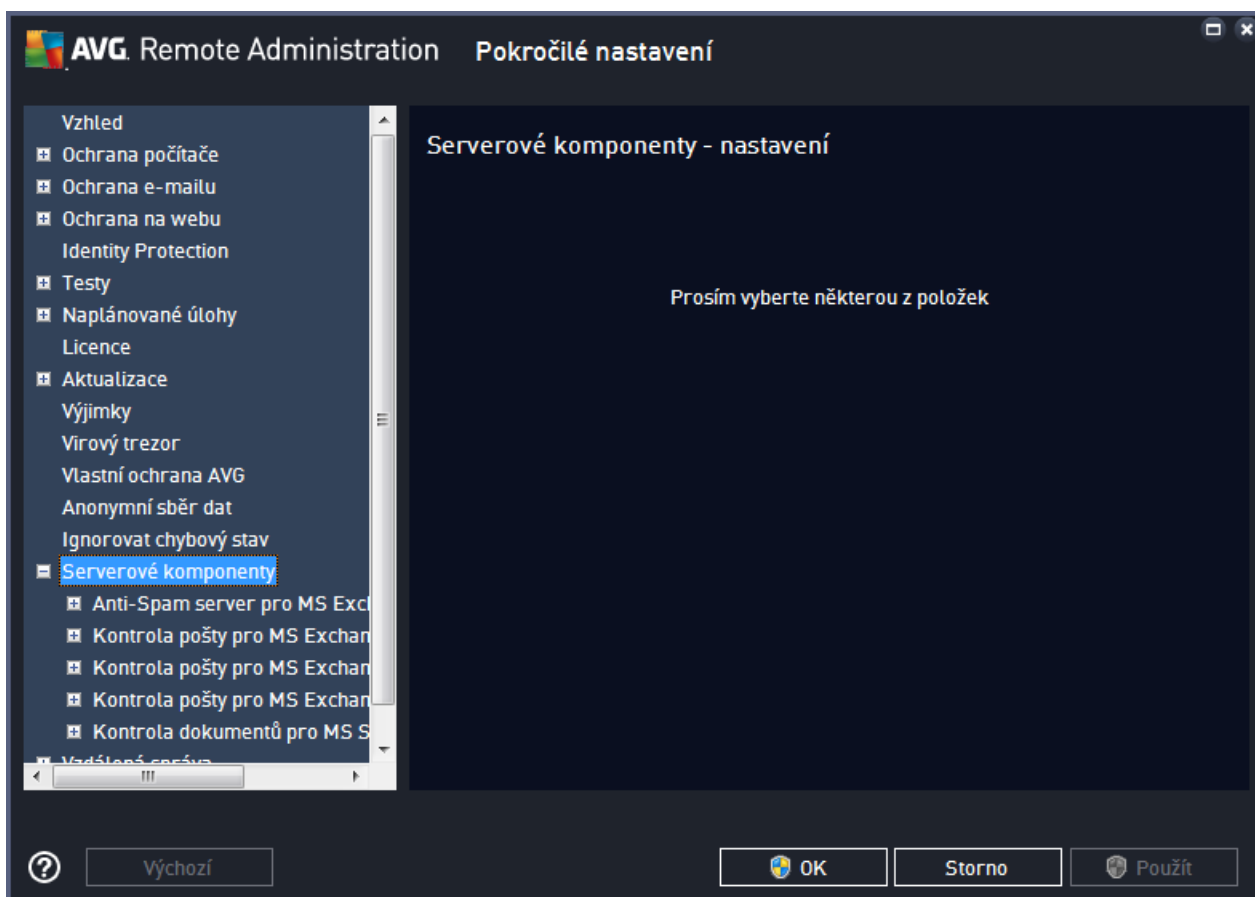 AVG. Remote Administration Pokročilé nastavení
Vzhled
Ochrana počítače
Ochrana e-mailu
Ochrana na webu
Identity Protection
Testy
Naplánované úlohy
Licence
Aktualizace
Výjimky
Virový trezor
Vlastní ochrana AVG
Anonymní sběr dat
Ignorovat chybový stav
Serverové komponenty
Anti-Spam server pro MS Excl
Kontrola pošty pro MS Exchan
Kontrola pošty pro MS Exchan
Kontrola pošty pro MS Exchan
Kontrola dokumentů pro MS S
Vzdálená správa
Serverové komponenty - nastavení
Prosím vyberte některou z položek
Výchozí
OK
Storno
Použít